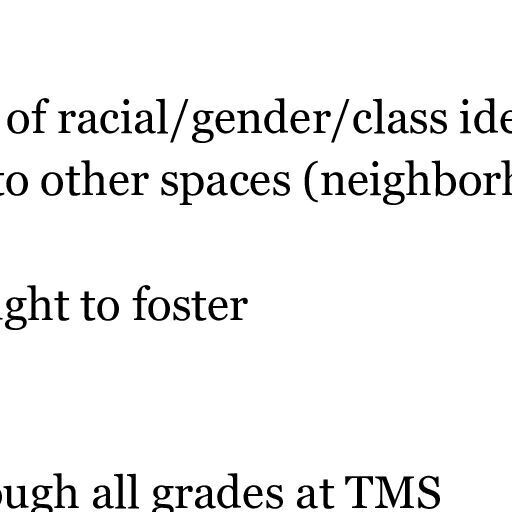 of racial/gender/class ide
to other spaces (neighborh
ght to foster
ough all grades at TMS